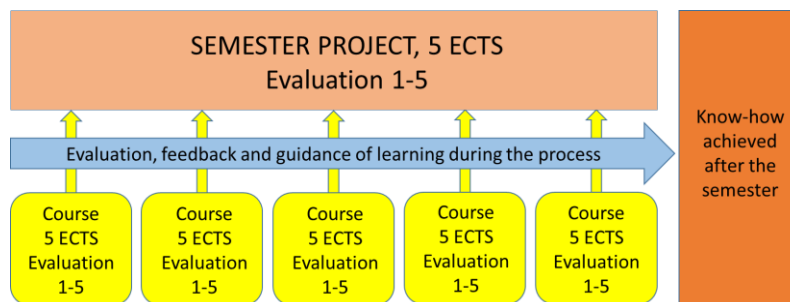 SEMESTER PROJECT, 5 ECTS
Evaluation 1-5
Know-how
achieved
after the
semester
Evaluation, feedback and guidance of learning during the process
Course
5 ECTS
Evaluation
1-5
Course
5 ECTS
Evaluation
1-5
Course
5 ECTS
Evaluation
1-5
Course
5 ECTS
Evaluation
1-5
Course
5 ECTS
Evaluation
1-5